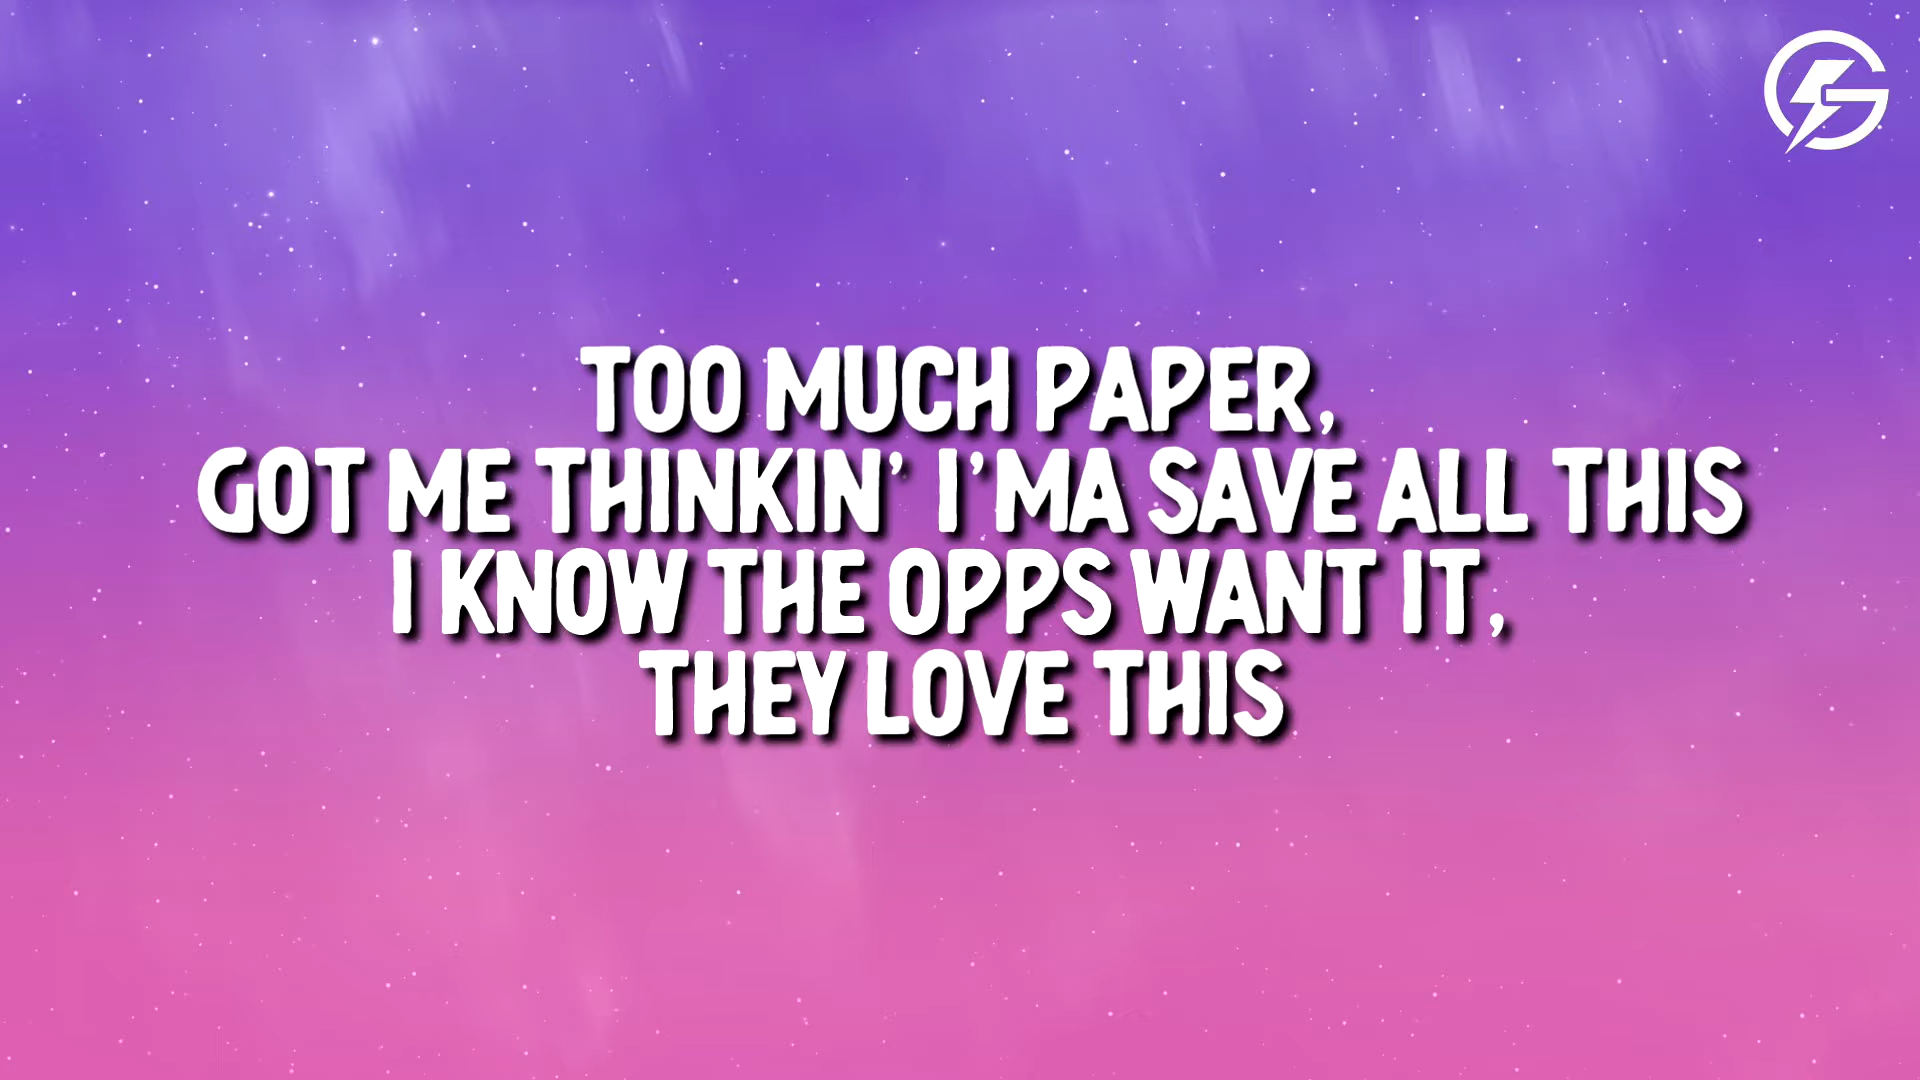 TOO MUCH PAPER,
GOT ME THINKIN' I'MA SAVE ALL THIS
I KNOW THE OPPS WANT IT,
THEY LOVE THIS